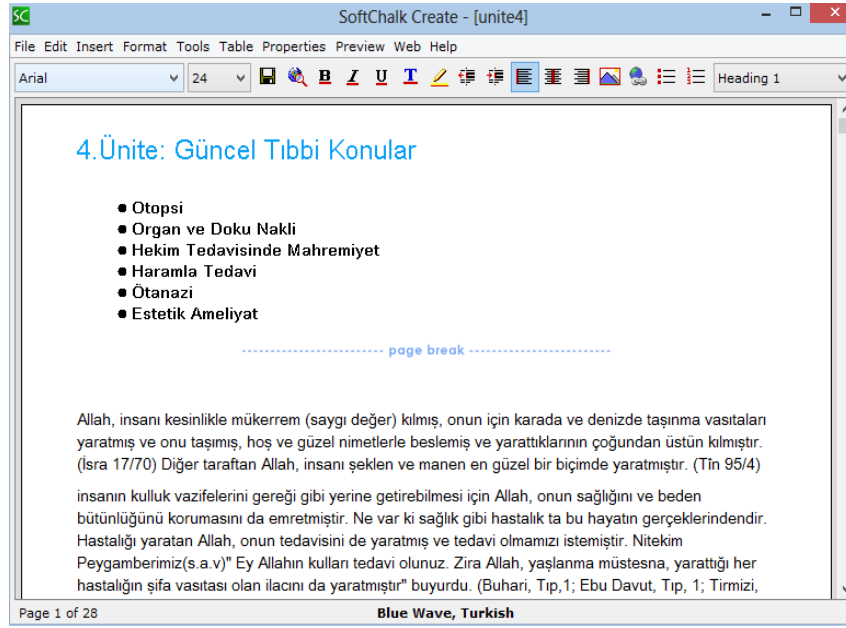 SC SoftChalk Create - [unite4]
File Edit Insert Format Tools Table Properties Preview Web Help
Arial 24 B I U T Heading 1
4.Ünite: Güncel Tıbbi Konular
● Otopsi
● Organ ve Doku Nakli
● Hekim Tedavisinde Mahremiyet
● Haramla Tedavi
● Ötanazi
● Estetik Ameliyat
------------------------- page break -------------------------
Allah, insanı kesinlikle mükerrem (saygı değer) kılmış, onun için karada ve denizde taşınma vasıtaları
yaratmış ve onu taşımış, hoş ve güzel nimetlerle beslemiş ve yarattıklarının çoğundan üstün kılmıştır.
(İsra 17/70) Diğer taraftan Allah, insanı şeklen ve manen en güzel bir biçimde yaratmıştır. (Tîn 95/4)
insanın kulluk vazifelerini gereği gibi yerine getirebilmesi için Allah, onun sağlığını ve beden
bütünlüğünü korumasını da emretmiştir. Ne var ki sağlık gibi hastalık ta bu hayatın gerçeklerindendir.
Hastalığı yaratan Allah, onun tedavisini de yaratmış ve tedavi olmamızı istemiştir. Nitekim
Peygamberimiz(s.a.v)" Ey Allahın kulları tedavi olunuz. Zira Allah, yaşlanma müstesna, yarattığı her
hastalığın şifa vasıtası olan ilacını da yaratmıştır" buyurdu. (Buhari, Tıp,1; Ebu Davut, Tıp, 1; Tirmizi,
Page 1 of 28 Blue Wave, Turkish